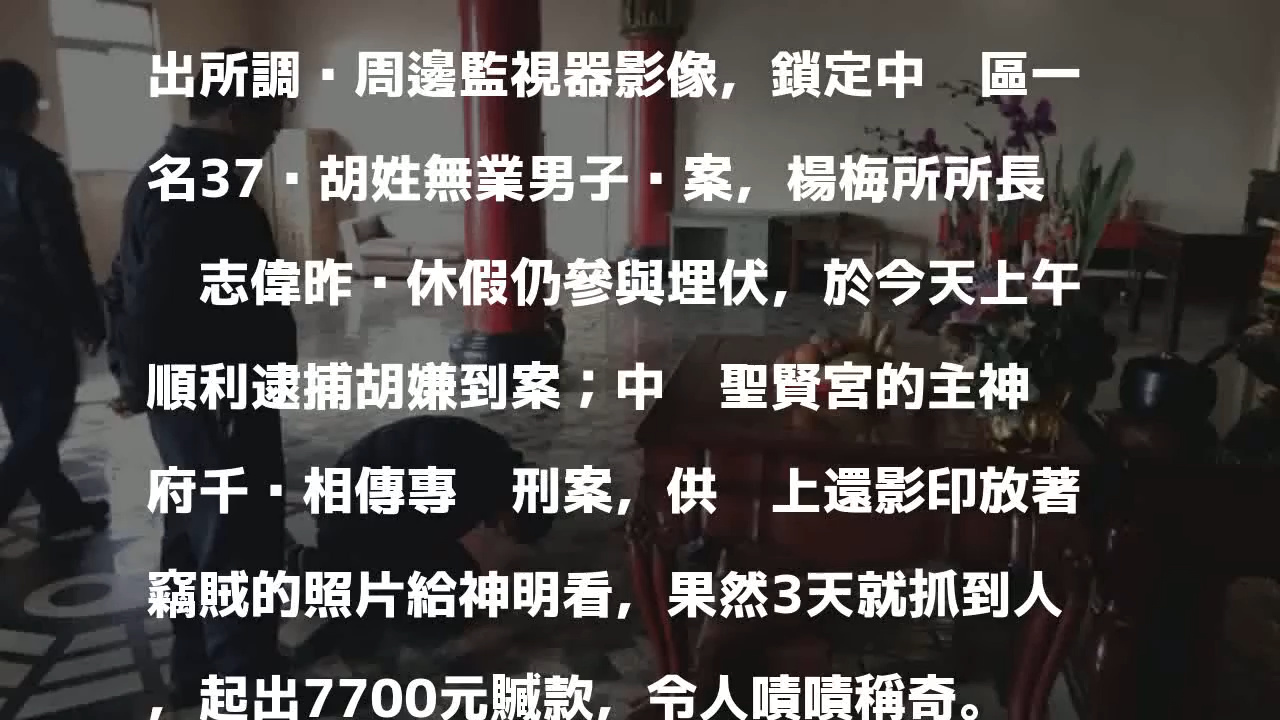 出所調·周邊監視器影像，鎖定中　區一
名37·胡姓無業男子·案，楊梅所所長
　志偉昨·休假仍參與埋伏，於今天上午
順利逮捕胡嫌到案；中　聖賢宮的主神
府千·相傳專　刑案，供　上還影印放著
竊賊的照片給神明看，果然3天就抓到人
，起出7700元贓款，令人嘖嘖稱奇。